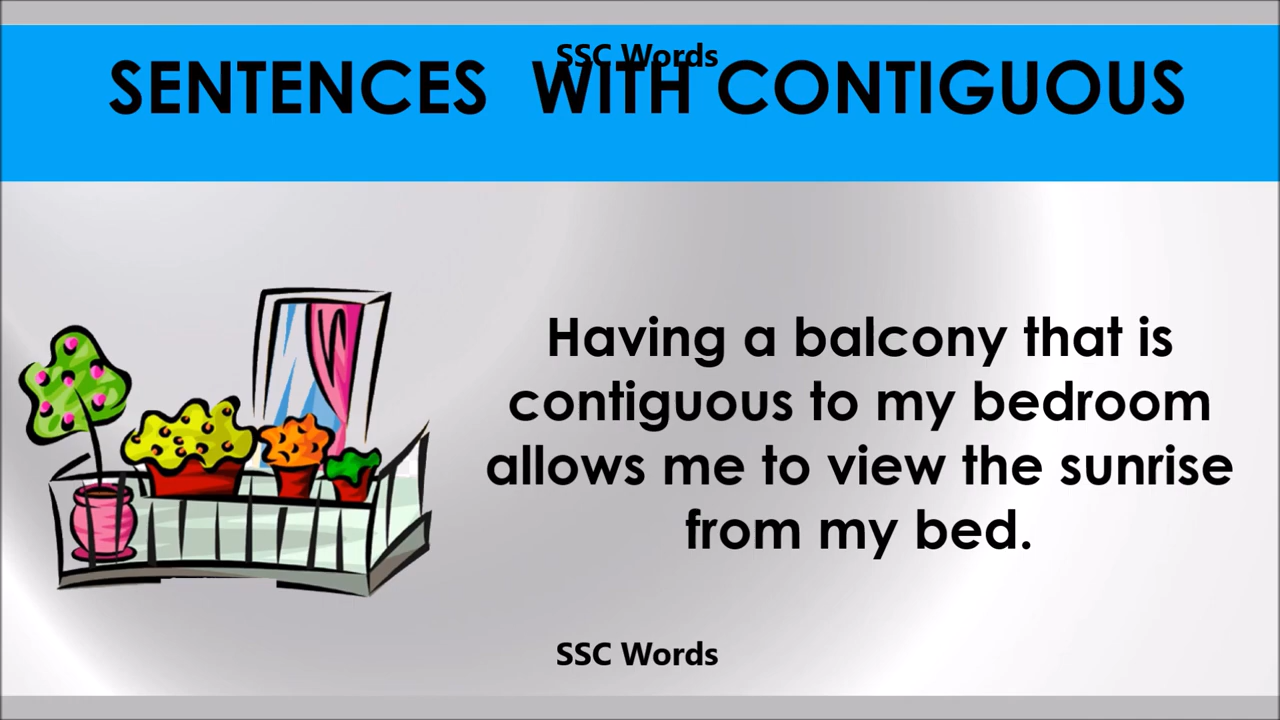 SSC Words
SENTENCES WITH CONTIGUOUS
Having a balcony that is
contiguous to my bedroom
allows me to view the sunrise
from my bed.
SSC Words